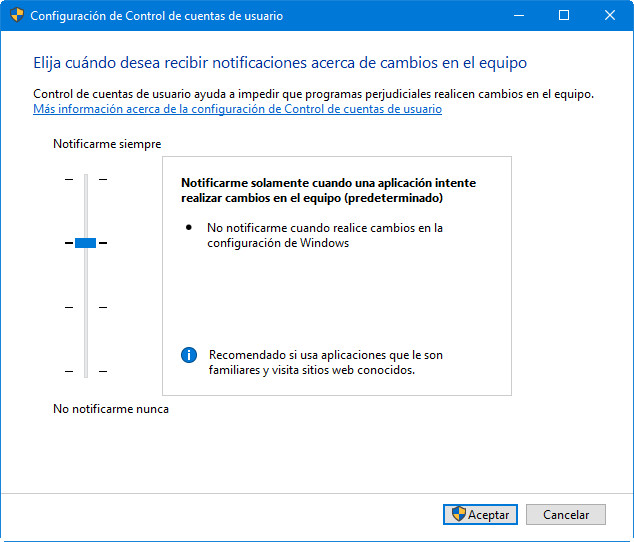 Configuración de Control de cuentas de usuario
Elija cuándo desea recibir notificaciones acerca de cambios en el equipo
Control de cuentas de usuario ayuda a impedir que programas perjudiciales realicen cambios en el equipo.
Más información acerca de la configuración de Control de cuentas de usuario
Notificarme siempre
Notificarme solamente cuando una aplicación intente
realizar cambios en el equipo (predeterminado)
No notificarme cuando realice cambios en la
configuración de Windows
Recomendado si usa aplicaciones que le son
familiares y visita sitios web conocidos.
No notificarme nunca
Aceptar
Cancelar